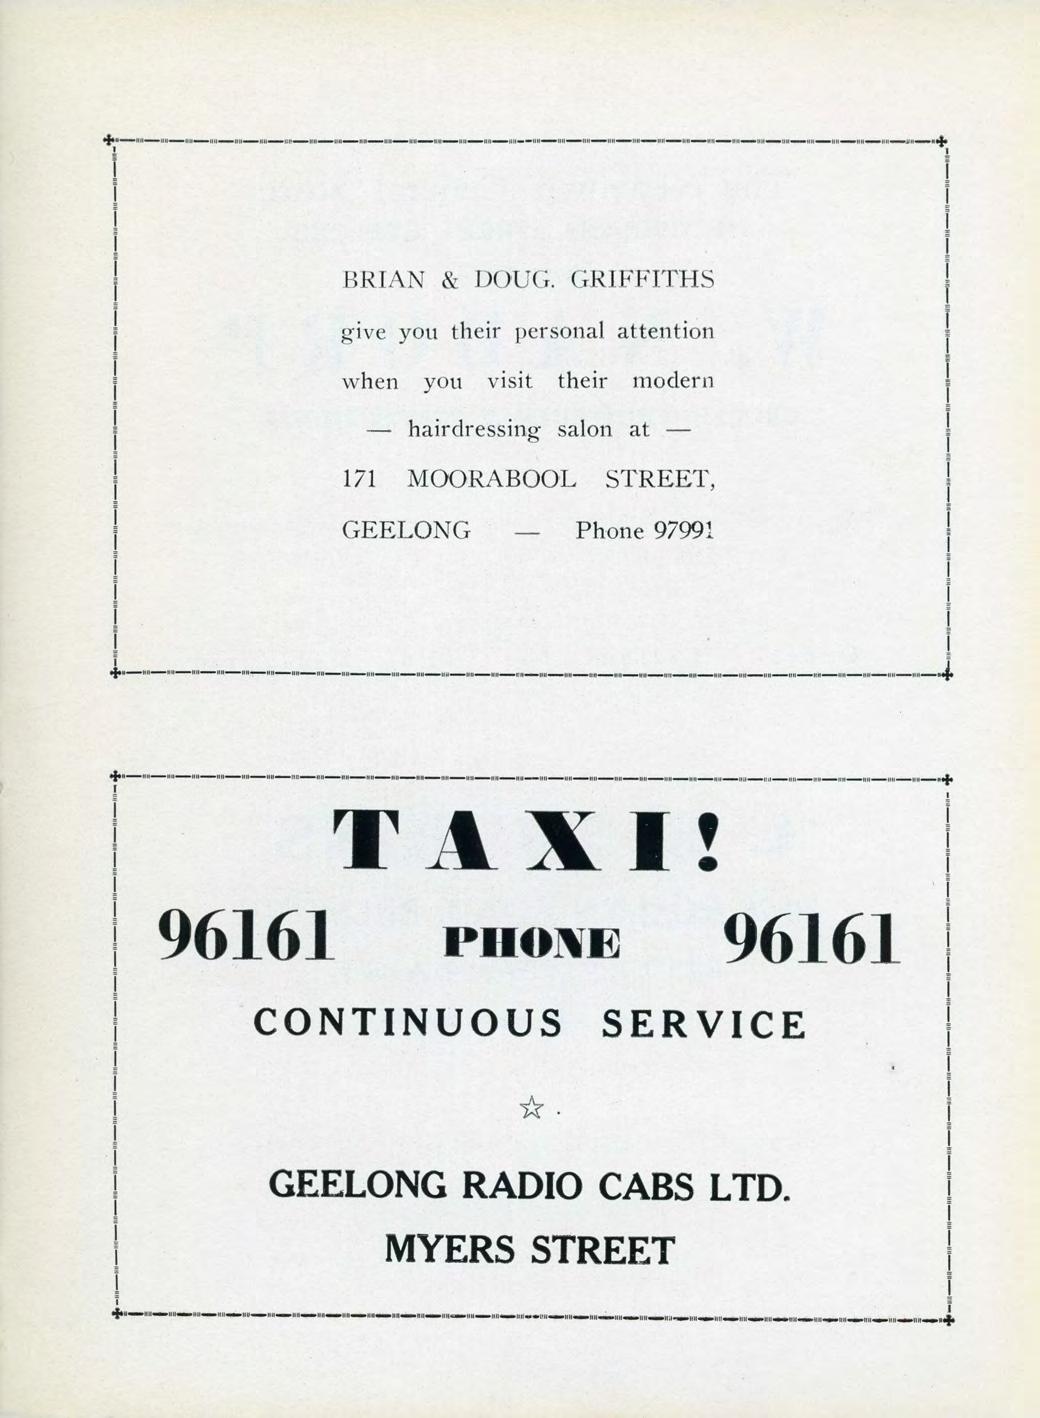 BRIAN & DOUG. GRIFFITHS
give you their personal attention
when you visit their modern
— hairdressing salon at —
171 MOORABOOL STREET,
GEELONG — Phone 97991
TAXI!
96161 PHONE 96161
CONTINUOUS SERVICE
GEELONG RADIO CABS LTD.
MYERS STREET